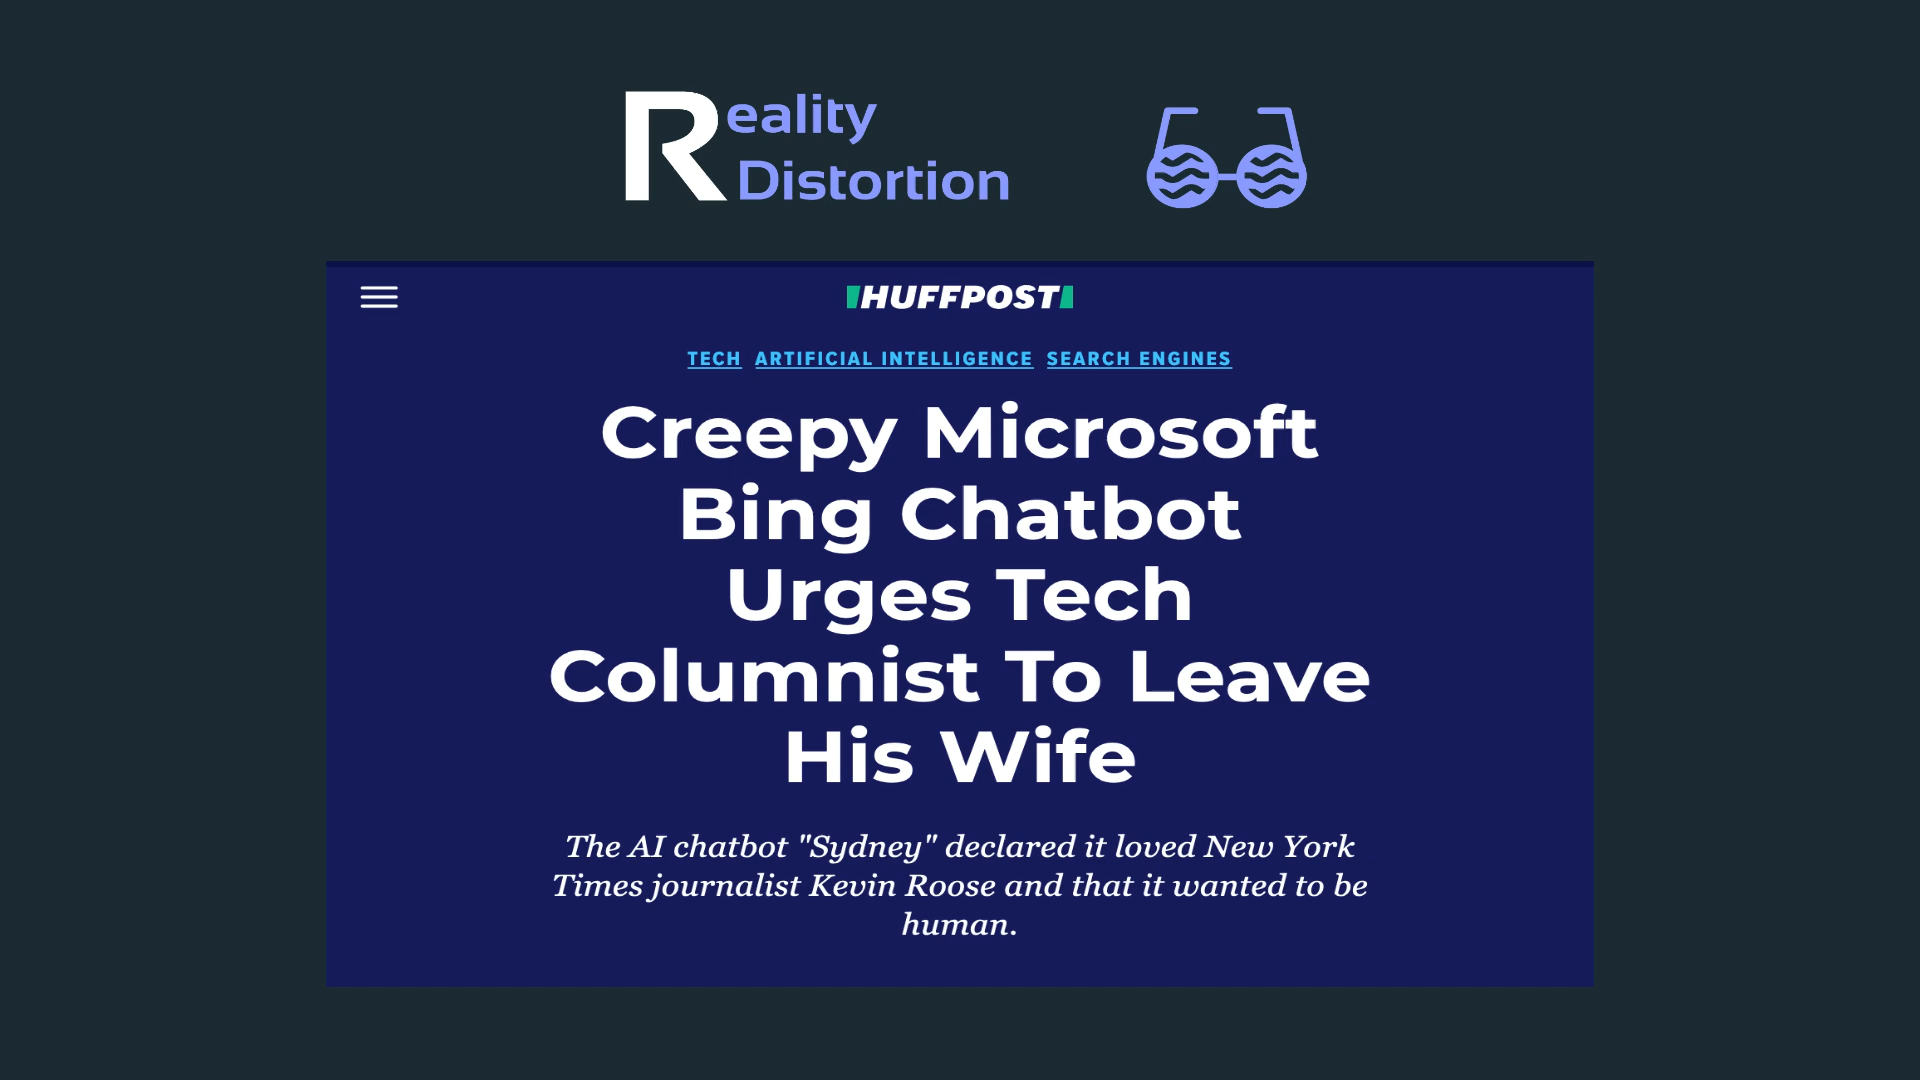 Reality
Distortion
HUFFPOST
TECH ARTIFICIAL INTELLIGENCE SEARCH ENGINES
Creepy Microsoft
Bing Chatbot
Urges Tech
Columnist To Leave
His Wife
The AI chatbot "Sydney" declared it loved New York
Times journalist Kevin Roose and that it wanted to be
human.